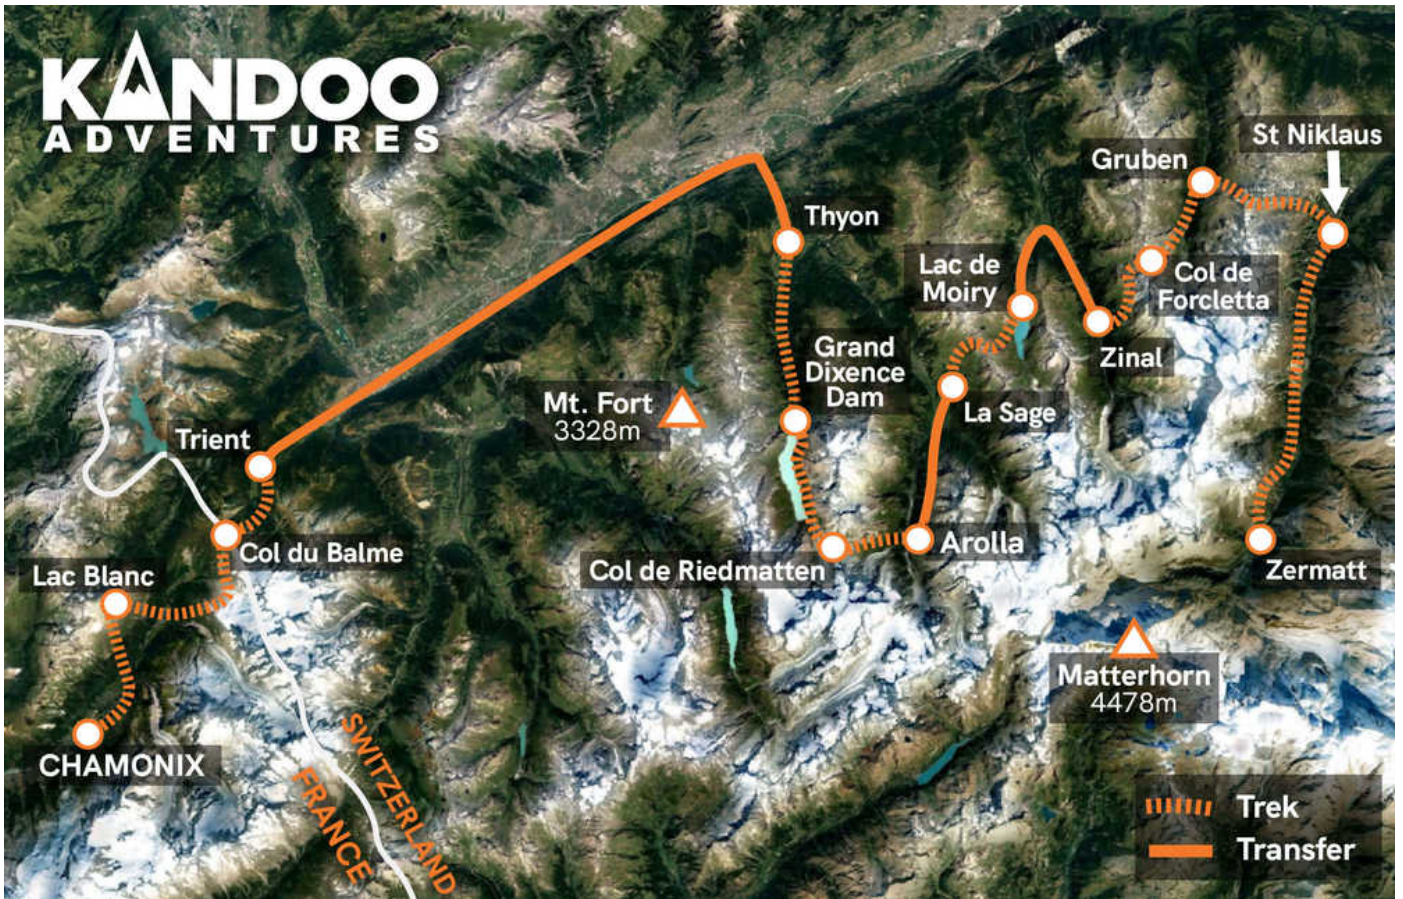 KANDOO
ADVENTURES
St Niklaus
Gruben
Thyon
Lac de
Moiry
Col de
Forcletta
Zinal
Grand
Dixence
Dam
Mt. Fort
3328m
La Sage
Trient
Col du Balme
Arolla
Col de Riedmatten
Zermatt
Lac Blanc
Matterhorn
4478m
CHAMONIX
SWITZERLAND
FRANCE
Trek
Transfer